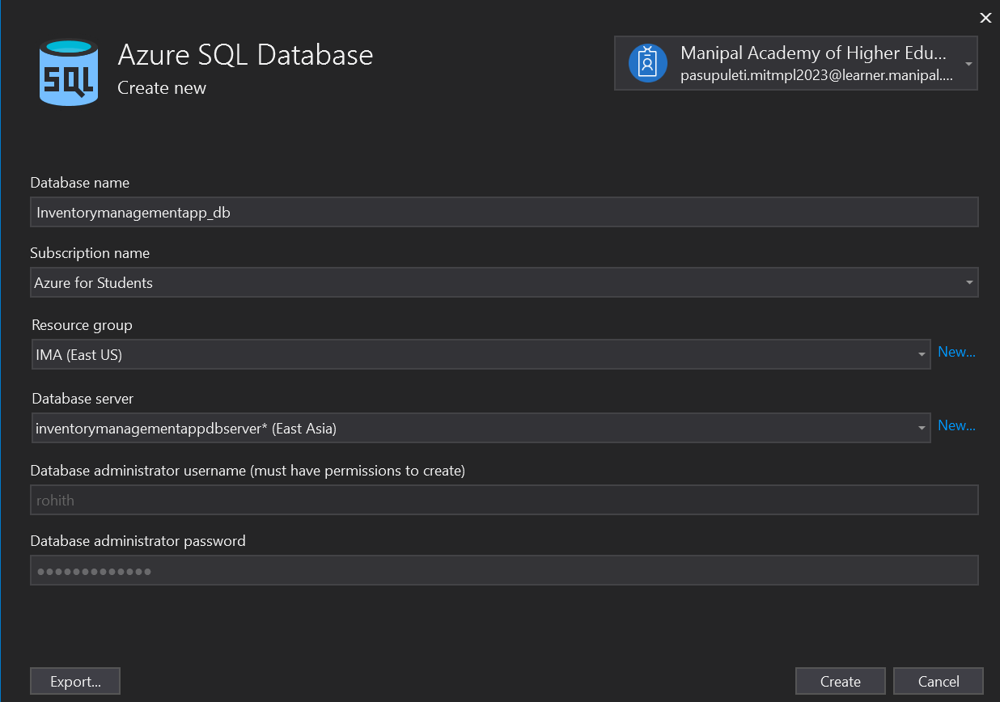 Azure SQL Database
Create new
SQL
Manipal Academy of Higher Edu...
pasupuleti.mitmpl2023@learner.manipal....
Database name
Inventorymanagementapp_db
Subscription name
Azure for Students
Resource group
IMA (East US)
New...
Database server
inventorymanagementappdbserver* (East Asia)
New...
Database administrator username (must have permissions to create)
rohith
Database administrator password
●●●●●●●●●●●●●
Export...
Create
Cancel